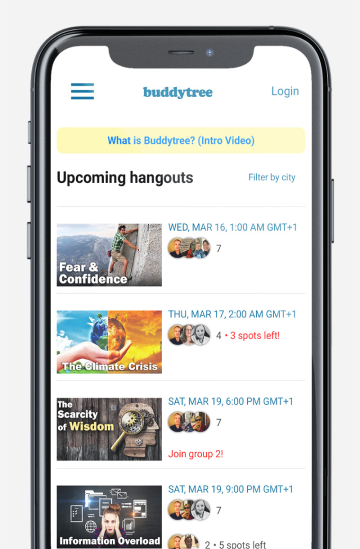 buddytree
Login
What is Buddytree? (Intro Video)
Upcoming hangouts
Filter by city
WED, MAR 16, 1:00 AM GMT+1
7
Fear &
Confidence
THU, MAR 17, 2:00 AM GMT+1
4 • 3 spots left!
The Climate Crisis
SAT, MAR 19, 6:00 PM GMT+1
7
The
Scarcity
of Wisdom
Join group 2!
SAT, MAR 19, 9:00 PM GMT+1
7
Information Overload
2 • 5 spots left